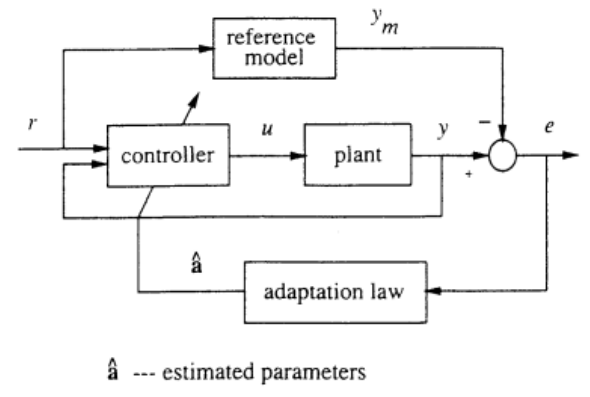 y_m
reference
model
r
controller
u
plant
y
−
+
e
â
adaptation law
â --- estimated parameters